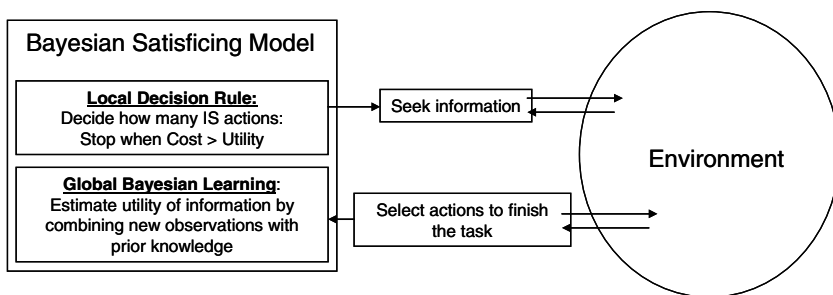 Bayesian Satisficing Model
Local Decision Rule:
Decide how many IS actions:
Stop when Cost > Utility
Seek information
Environment
Global Bayesian Learning:
Estimate utility of information by
combining new observations with
prior knowledge
Select actions to finish
the task